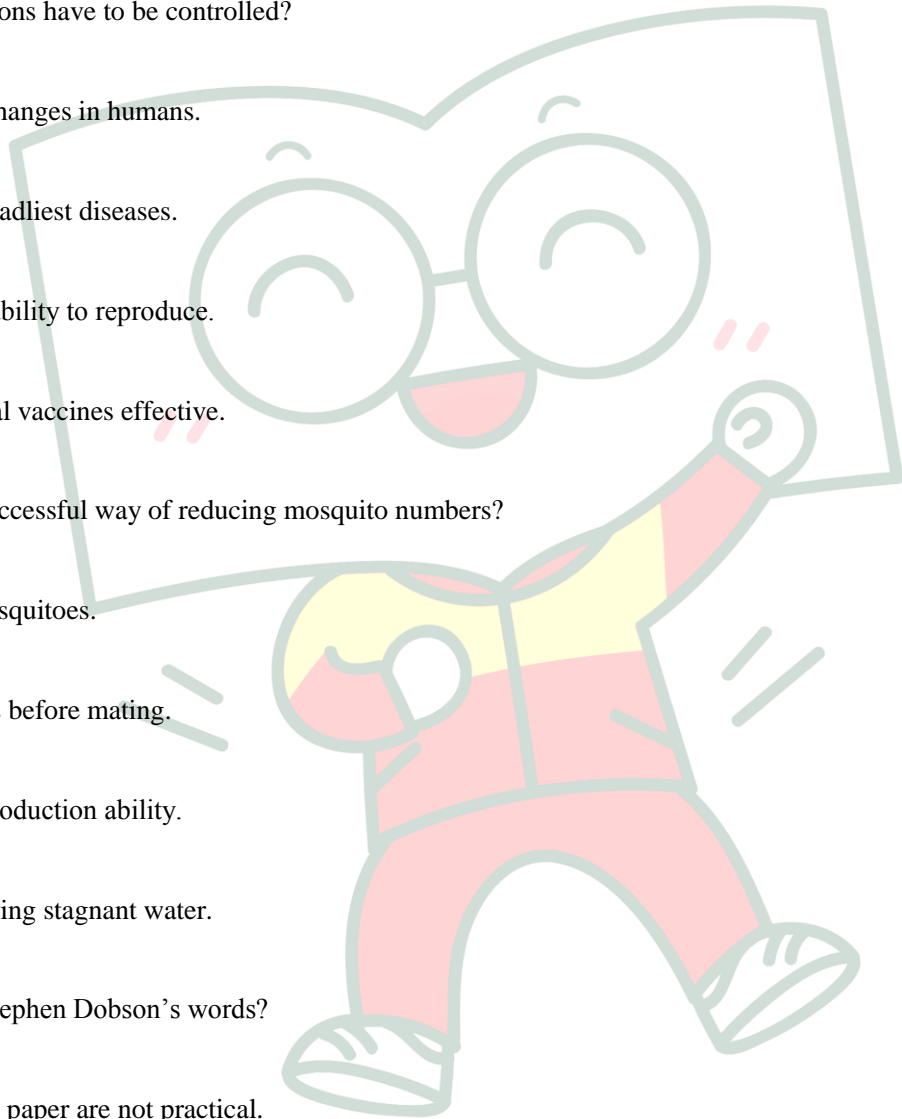 ons have to be controlled?
hanges in humans.
adliest diseases.
bility to reproduce.
al vaccines effective.
ccessful way of reducing mosquito numbers?
squitoes.
before mating.
oduction ability.
ing stagnant water.
ephen Dobson’s words?
paper are not practical.